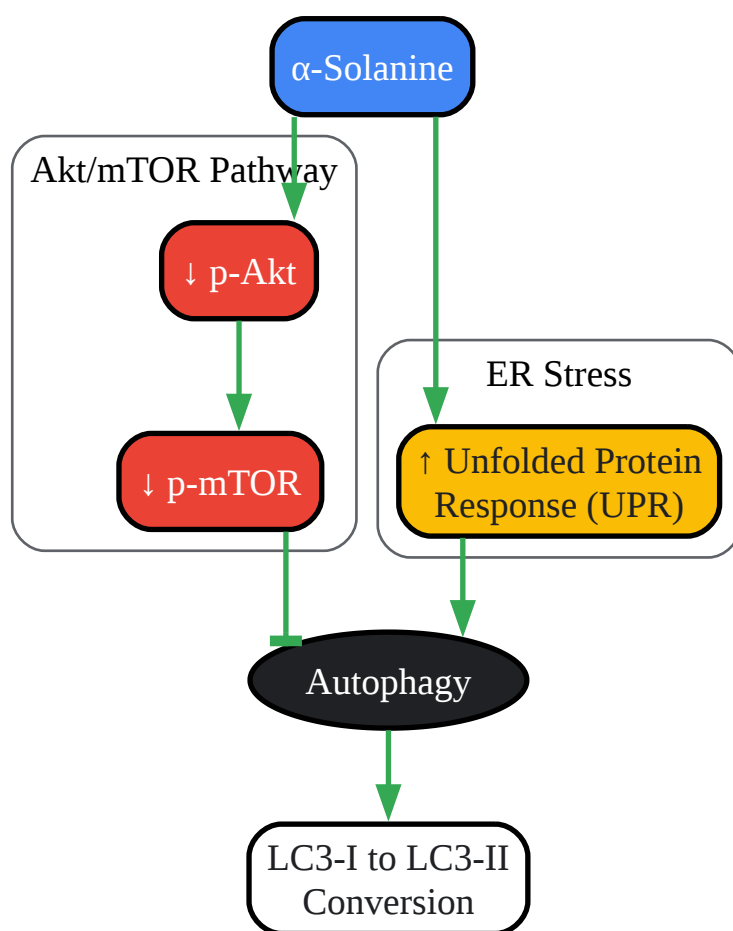 α-Solanine
Akt/mTOR Pathway
↓ p-Akt
ER Stress
↑ Unfolded Protein
Response (UPR)
↓ p-mTOR
Autophagy
LC3-I to LC3-II
Conversion